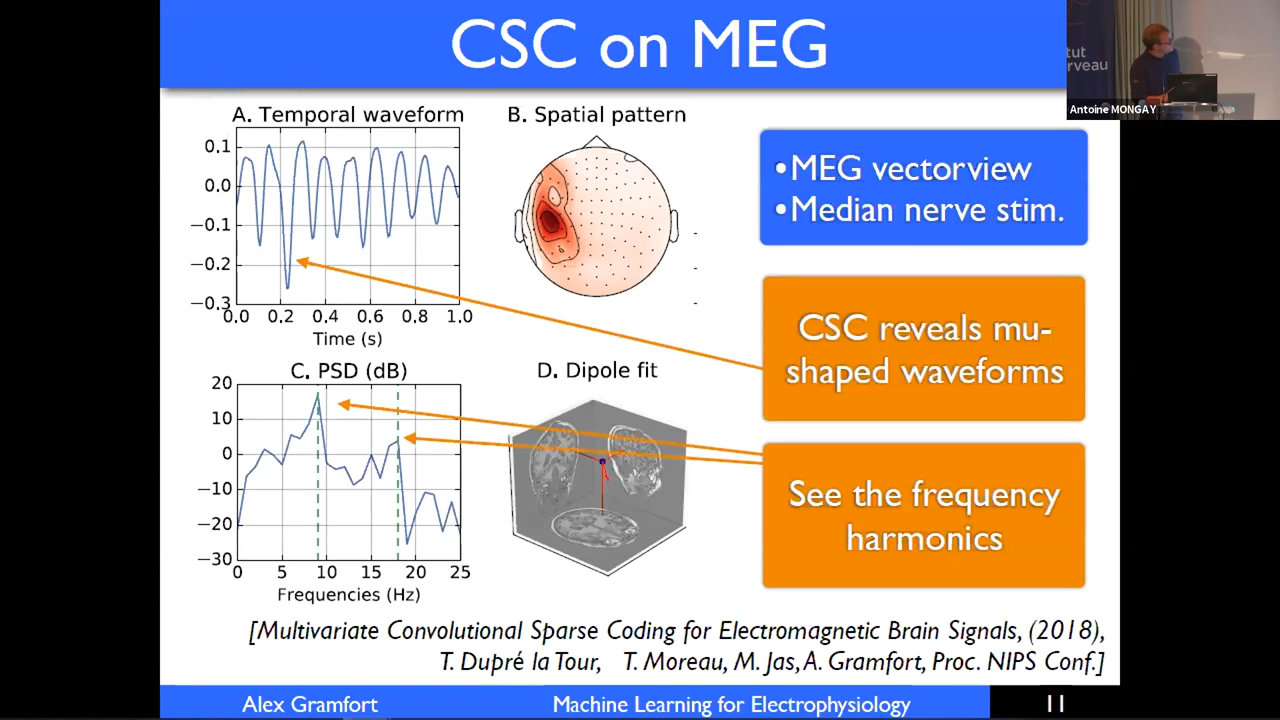 CSC on MEG
tut
rveau
Antoine MONGAY
A. Temporal waveform
0.1
0.0
−0.1
−0.2
−0.3
0.0 0.2 0.4 0.6 0.8 1.0
Time (s)
B. Spatial pattern
•MEG vectorview
•Median nerve stim.
CSC reveals mu-
shaped waveforms
C. PSD (dB)
20
10
0
−10
−20
−30
0 5 10 15 20 25
Frequencies (Hz)
D. Dipole fit
See the frequency
harmonics
[Multivariate Convolutional Sparse Coding for Electromagnetic Brain Signals, (2018),
T. Dupré la Tour, T. Moreau, M. Jas, A. Gramfort, Proc. NIPS Conf.]
Alex Gramfort
Machine Learning for Electrophysiology
11